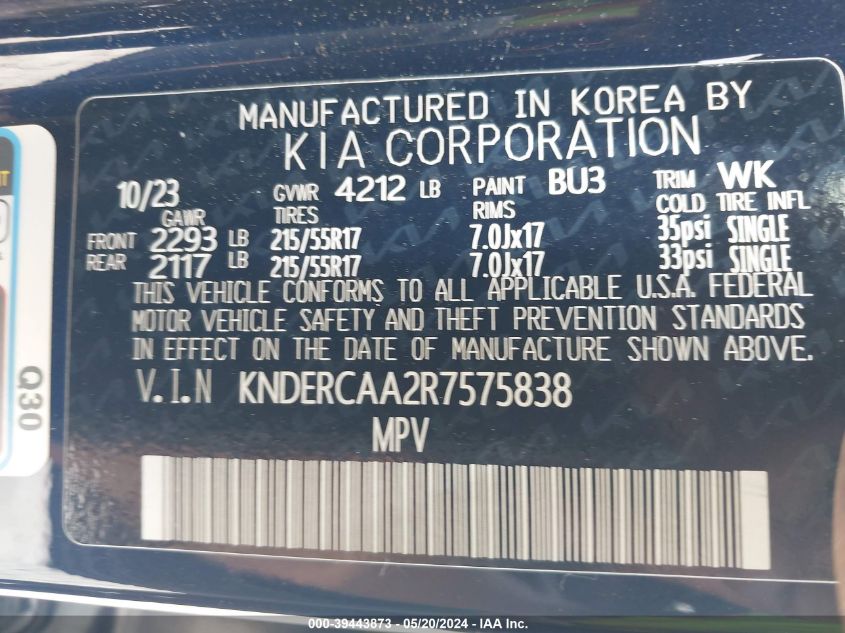 MANUFACTURED IN KOREA BY
KIA CORPORATION
10/23 GVWR 4212 LB PAINT BU3 TRIM WK
GAWR TIRES RIMS COLD TIRE INFL
FRONT 2293 LB 215/55R17 7.0Jx17 35psi SINGLE
REAR 2117 LB 215/55R17 7.0Jx17 33psi SINGLE
THIS VEHICLE CONFORMS TO ALL APPLICABLE U.S.A. FEDERAL
MOTOR VEHICLE SAFETY AND THEFT PREVENTION STANDARDS
IN EFFECT ON THE DATE OF MANUFACTURE SHOWN ABOVE.
V.I.N KNDERCAA2R7575838
MPV
Q30
000-39443873 / 05/20/2024 - IAA Inc.